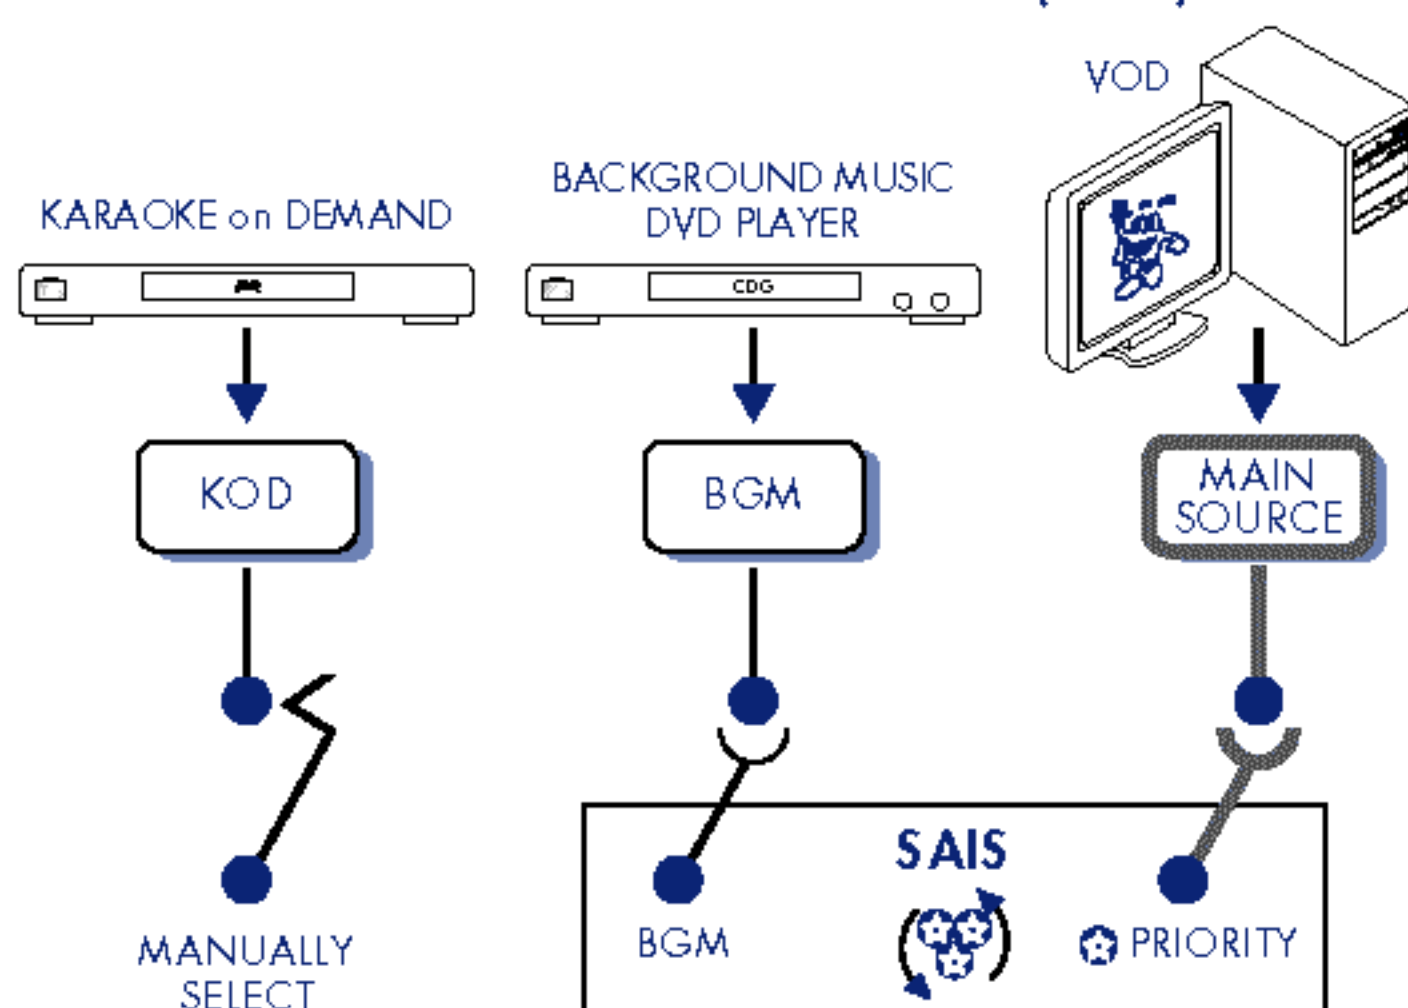 VOD
BACKGROUND MUSIC
DVD PLAYER
KARAOKE on DEMAND
CDG
KOD
BGM
MAIN
SOURCE
SAIS
BGM
PRIORITY
MANUALLY
SELECT